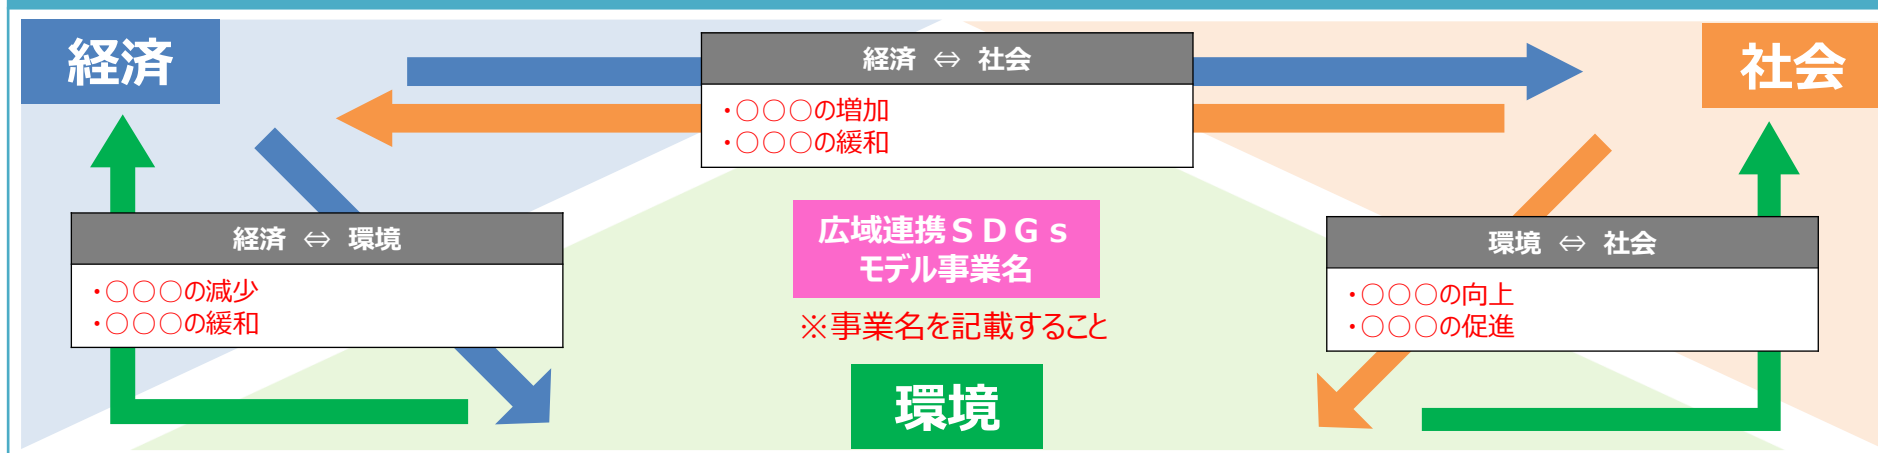 経済
社会
経済 ⇔ 社会
・○○○の増加
・○○○の緩和
経済 ⇔ 環境
・○○○の減少
・○○○の緩和
広域連携ＳＤＧｓ
モデル事業名
※事業名を記載すること
環境 ⇔ 社会
・○○○の向上
・○○○の促進
環境